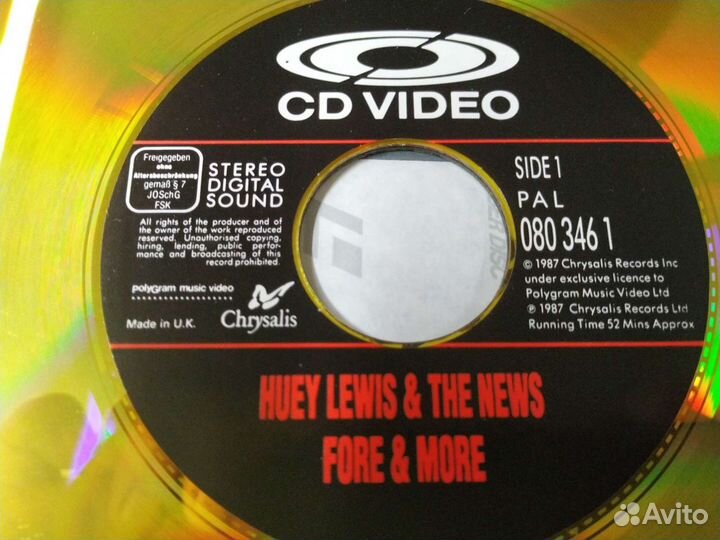 CD VIDEO
Freigegeben
ohne
Altersbeschränkung
gemäß § 7
JOSchG
FSK
STEREO
DIGITAL
SOUND
SIDE 1
PAL
080 346 1
All rights of the producer and of
the owner of the work reproduced
reserved. Unauthorised copying,
hiring, lending, public perfor-
mance and broadcasting of this
record prohibited.
© 1987 Chrysalis Records Inc
under exclusive licence to
Polygram Music Video Ltd
℗ 1987 Chrysalis Records Ltd
Running Time 52 Mins Approx
polyGram music video
Made in U.K.
Chrysalis
HUEY LEWIS & THE NEWS
FORE & MORE
Avito